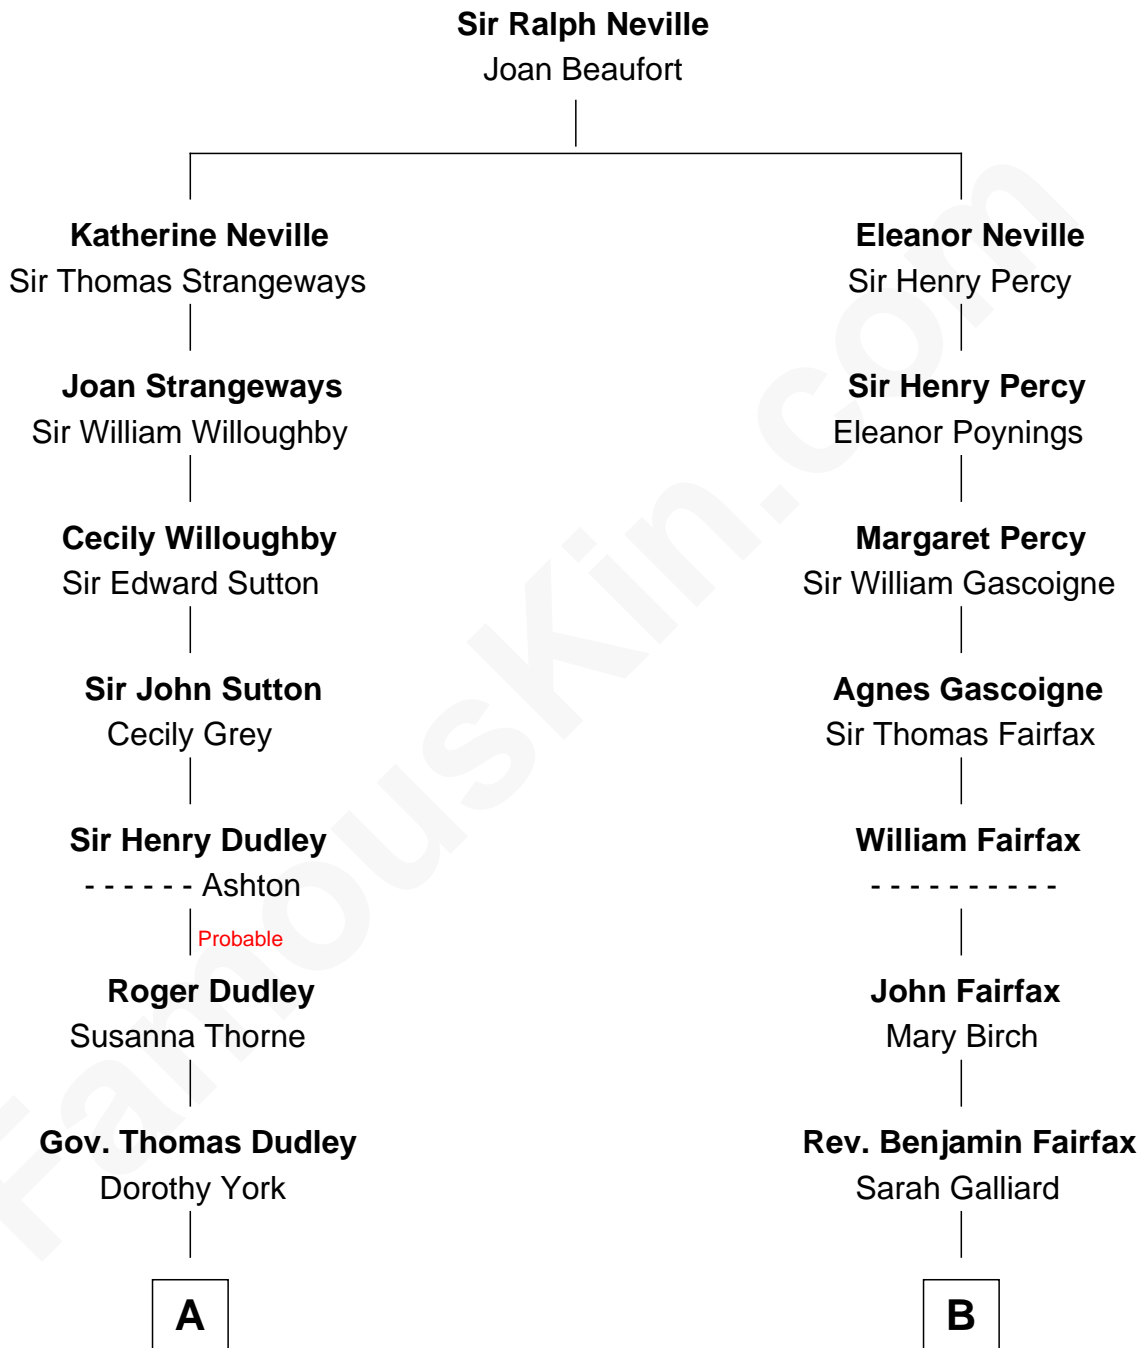 Sir Ralph Neville
Joan Beaufort
Katherine Neville
Sir Thomas Strangeways
Eleanor Neville
Sir Henry Percy
Joan Strangeways
Sir William Willoughby
Sir Henry Percy
Eleanor Poynings
Cecily Willoughby
Sir Edward Sutton
Margaret Percy
Sir William Gascoigne
Sir John Sutton
Cecily Grey
Agnes Gascoigne
Sir Thomas Fairfax
Sir Henry Dudley
- - - - - - Ashton
William Fairfax
- - - - - - - - - -
Probable
Roger Dudley
Susanna Thorne
John Fairfax
Mary Birch
Gov. Thomas Dudley
Dorothy York
Rev. Benjamin Fairfax
Sarah Galliard
A
B
FamousKin.com